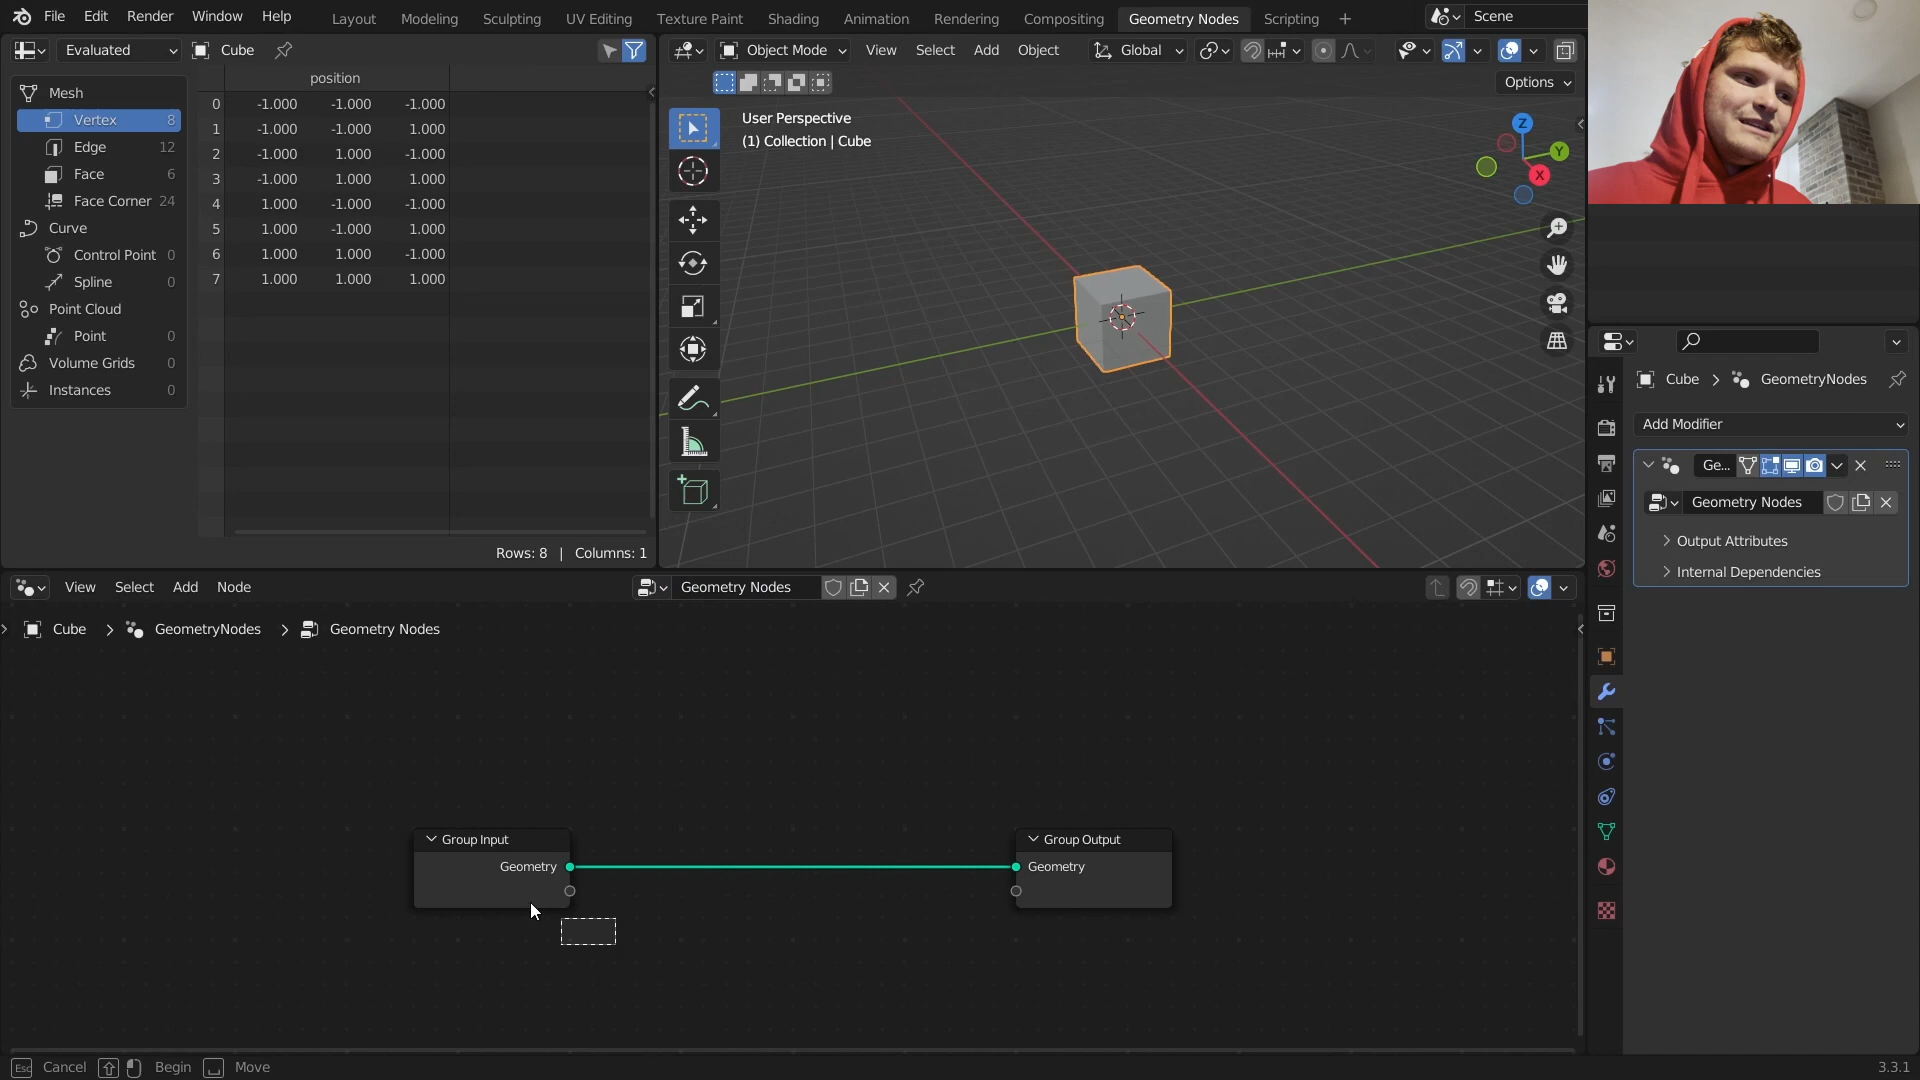 File Edit Render Window Help Layout Modeling Sculpting UV Editing Texture Paint Shading Animation Rendering Compositing Geometry Nodes Scripting + Scene
Evaluated Cube
Object Mode View Select Add Object Global
Options
position
Mesh
Vertex 8
Edge 12
Face 6
Face Corner 24
Curve
Control Point 0
Spline 0
Point Cloud
Point 0
Volume Grids 0
Instances 0
0 -1.000 -1.000 -1.000
1 -1.000 -1.000 1.000
2 -1.000 1.000 -1.000
3 -1.000 1.000 1.000
4 1.000 -1.000 -1.000
5 1.000 -1.000 1.000
6 1.000 1.000 -1.000
7 1.000 1.000 1.000
Rows: 8 | Columns: 1
User Perspective
(1) Collection | Cube
Z
Y
X
Cube > GeometryNodes
Add Modifier
Ge...
Geometry Nodes
> Output Attributes
> Internal Dependencies
View Select Add Node Geometry Nodes
Cube > GeometryNodes > Geometry Nodes
Group Input
Geometry
Group Output
Geometry
Esc Cancel Begin Move 3.3.1